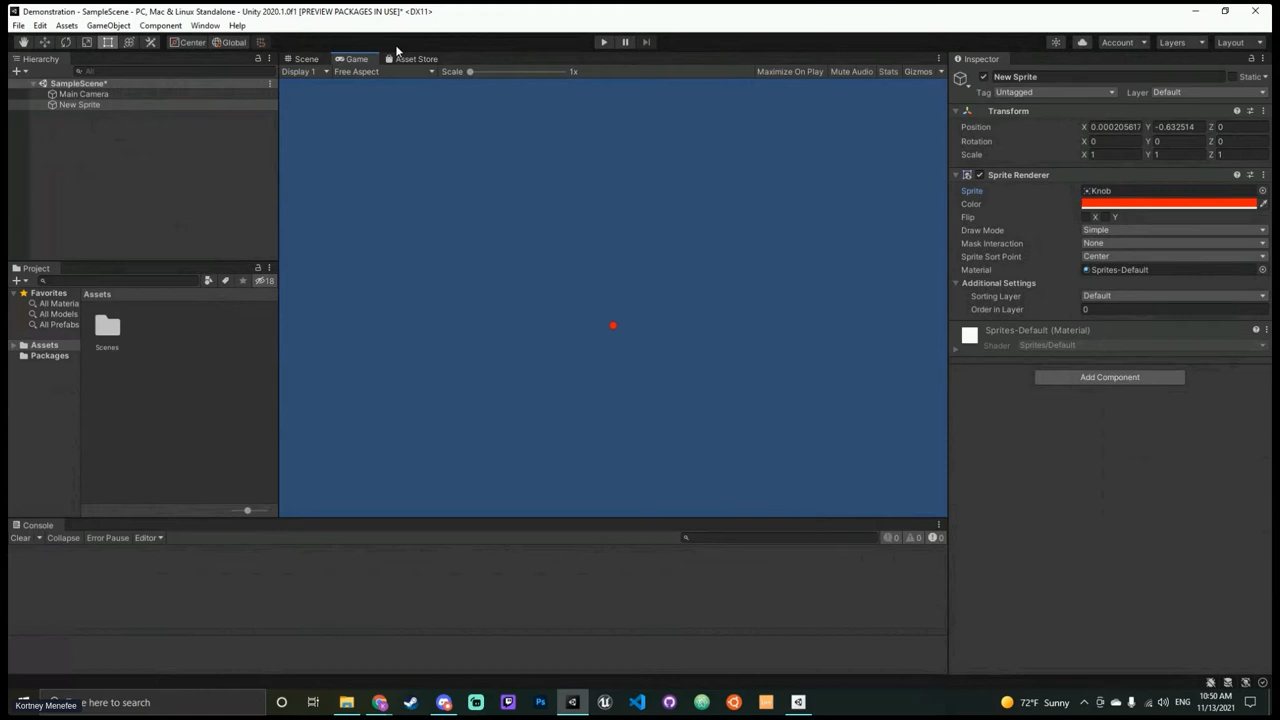 Demonstration - SampleScene - PC, Mac & Linux Standalone - Unity 2020.1.0f1 [PREVIEW PACKAGES IN USE]* <DX11>
File Edit Assets GameObject Component Window Help
Center Global Account Layers Layout
Hierarchy
All
SampleScene*
Main Camera
New Sprite
Scene Game Asset Store
Display 1 Free Aspect Scale 1x Maximize On Play Mute Audio Stats Gizmos
Inspector
New Sprite Static
Tag Untagged Layer Default
Transform
Position X 0.000205617 Y -0.632514 Z 0
Rotation X 0 Y 0 Z 0
Scale X 1 Y 1 Z 1
Sprite Renderer
Sprite Knob
Color
Flip X Y
Draw Mode Simple
Mask Interaction None
Sprite Sort Point Center
Material Sprites-Default
Additional Settings
Sorting Layer Default
Order in Layer 0
Sprites-Default (Material)
Shader Sprites/Default
Add Component
Project
18
Favorites
All Materia
All Models
All Prefabs
Assets
Packages
Assets
Scenes
Console
Clear Collapse Error Pause Editor 0 0 0
Kortney Menefee
pe here to search
72°F Sunny ENG
10:50 AM
11/13/2021